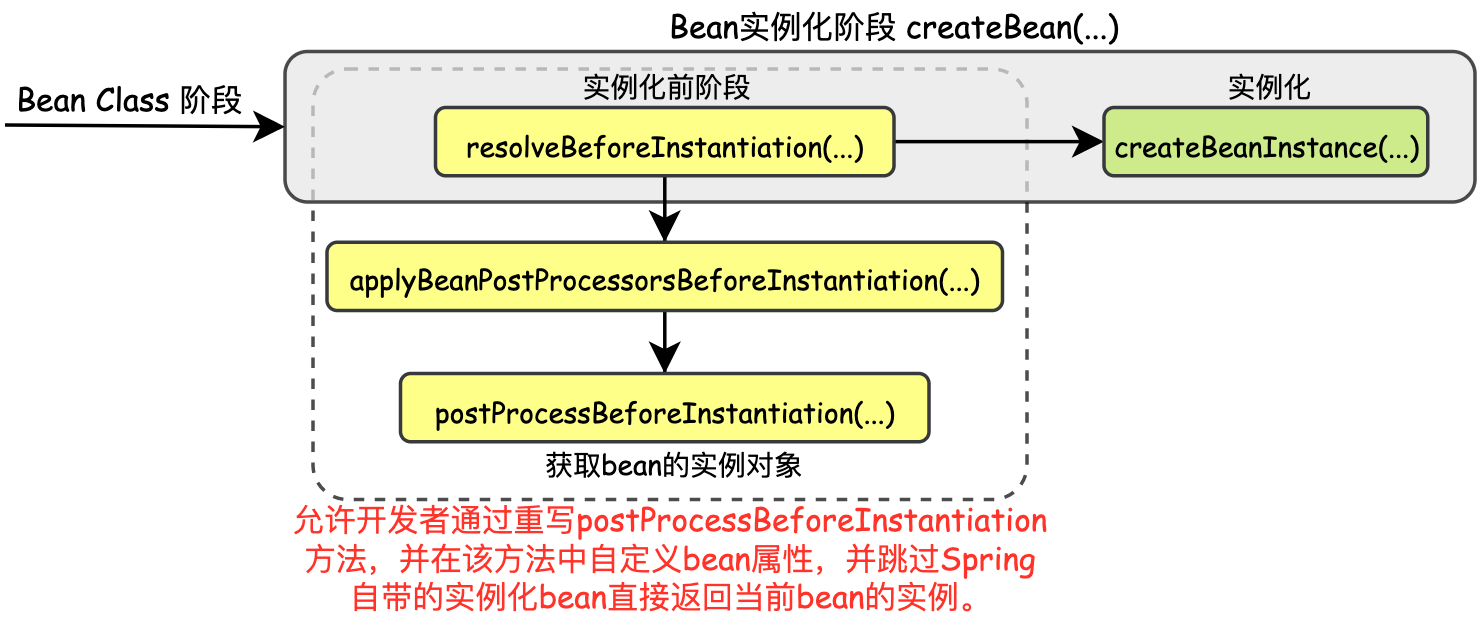 Bean实例化阶段 createBean(...)
Bean Class 阶段
实例化前阶段
实例化
resolveBeforeInstantiation(...)
createBeanInstance(...)
applyBeanPostProcessorsBeforeInstantiation(...)
postProcessBeforeInstantiation(...)
获取bean的实例对象
允许开发者通过重写postProcessBeforeInstantiation
方法，并在该方法中自定义bean属性，并跳过Spring
自带的实例化bean直接返回当前bean的实例。